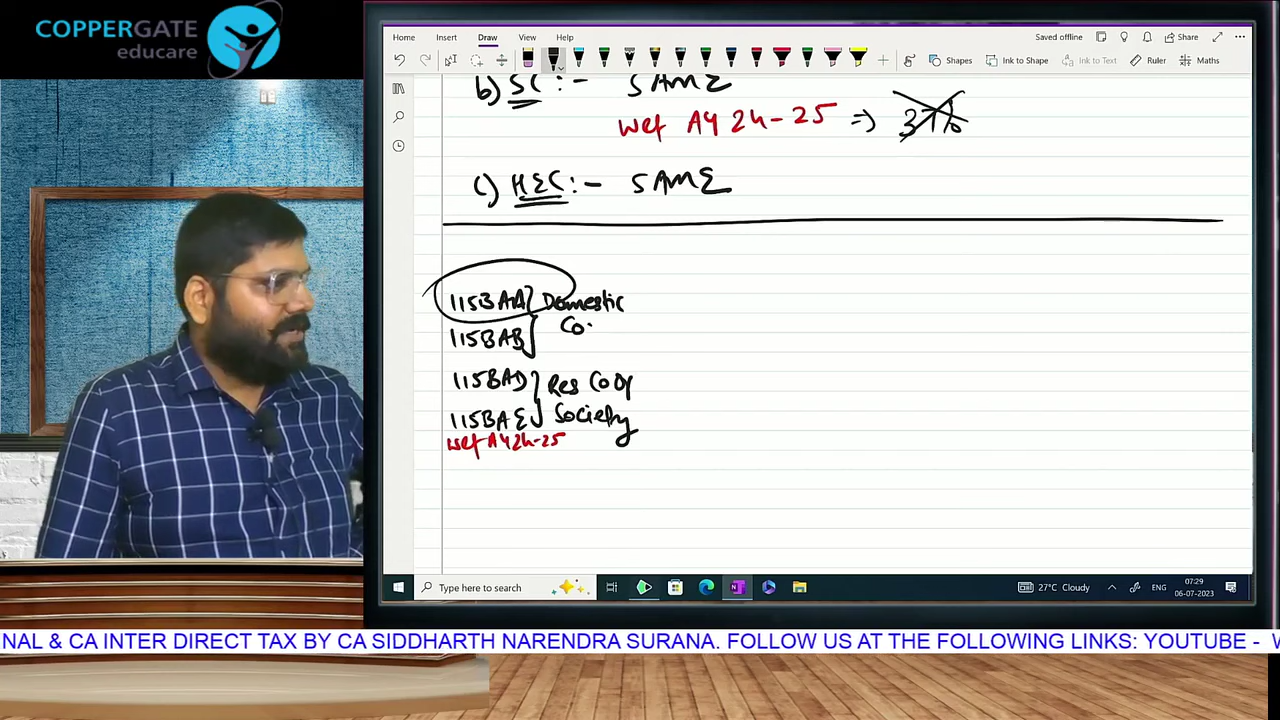 COPPERGATE
educare
Home Insert Draw View Help
Saved offline
Share
Shapes
Ink to Shape
Ink to Text
Ruler
Maths
b) SC :- SAME
wef AY 24-25 => 37%
c) HEC :- SAME
115BAA Domestic
115BAB Co.
115BAD Res CoOp
115BAE Society
wef AY 24-25
Type here to search
27°C Cloudy
ENG
07:29
06-07-2023
NAL & CA INTER DIRECT TAX BY CA SIDDHARTH NARENDRA SURANA. FOLLOW US AT THE FOLLOWING LINKS: YOUTUBE -